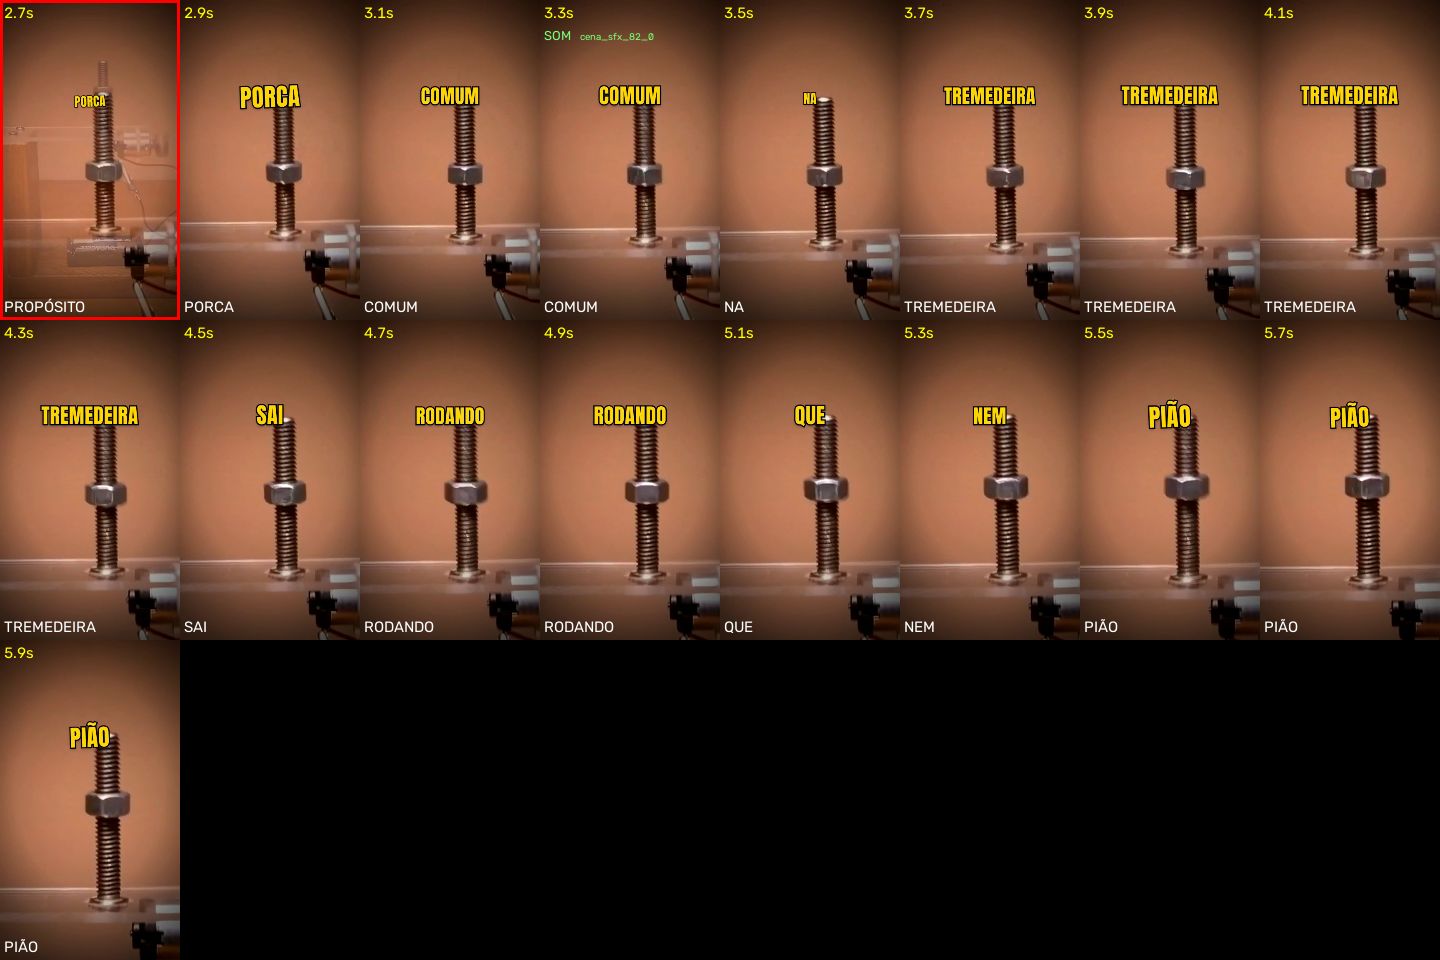 2.7s 2.9s 3.1s 3.3s 3.5s 3.7s 3.9s 4.1s
SOM cena_sfx_82_0
PORCA PORCA COMUM COMUM NA TREMEDEIRA TREMEDEIRA TREMEDEIRA
PROPÓSITO PORCA COMUM COMUM NA TREMEDEIRA TREMEDEIRA TREMEDEIRA
4.3s 4.5s 4.7s 4.9s 5.1s 5.3s 5.5s 5.7s
TREMEDEIRA SAI RODANDO RODANDO QUE NEM PIÃO PIÃO
TREMEDEIRA SAI RODANDO RODANDO QUE NEM PIÃO PIÃO
5.9s
PIÃO
PIÃO